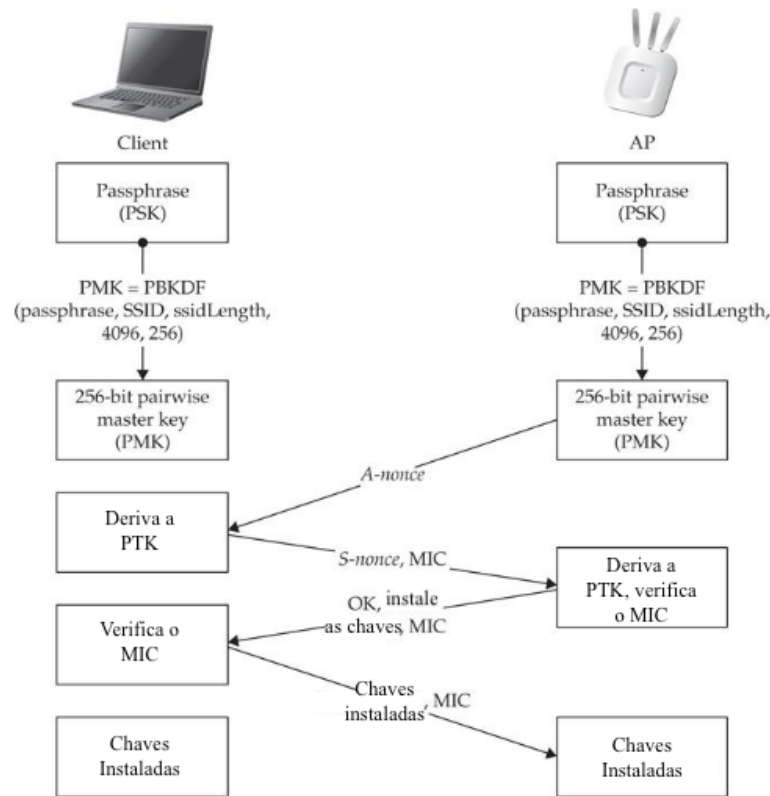 Client
AP
Passphrase
(PSK)
Passphrase
(PSK)
PMK = PBKDF
(passphrase, SSID, ssidLength,
4096, 256)
PMK = PBKDF
(passphrase, SSID, ssidLength,
4096, 256)
256-bit pairwise
master key
(PMK)
256-bit pairwise
master key
(PMK)
A-nonce
Deriva a
PTK
S-nonce, MIC
Deriva a
PTK, verifica
o MIC
OK, instale
as chaves, MIC
Verifica o
MIC
Chaves
instaladas, MIC
Chaves
Instaladas
Chaves
Instaladas